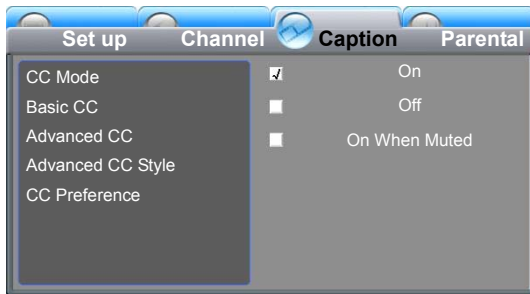 Set up Channel Caption Parental
CC Mode
On
Basic CC
Off
Advanced CC
On When Muted
Advanced CC Style
CC Preference